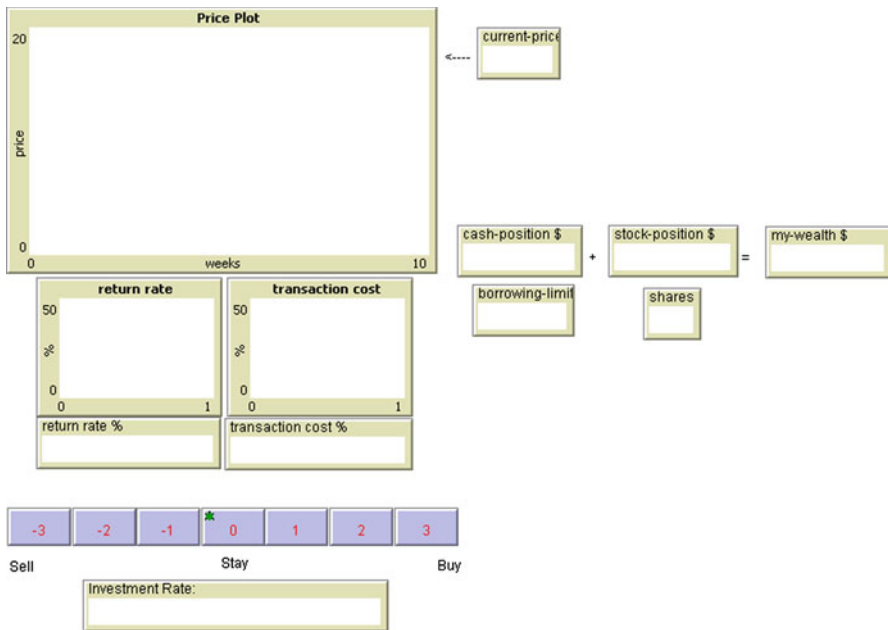 Price Plot
20
price
0
0 weeks 10
current-price
<----
cash-position $
+
stock-position $
=
my-wealth $
borrowing-limit
shares
return rate
50
%
0
0 1
transaction cost
50
%
0
0 1
return rate %
transaction cost %
-3 -2 -1 0 1 2 3
Sell Stay Buy
Investment Rate: